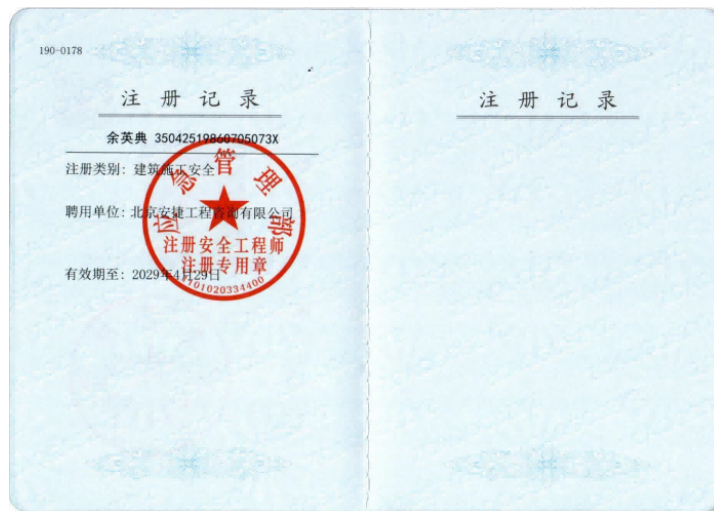 190-0178
注册记录
余英典 35042519860705073X
注册类别：建筑施工安全
聘用单位：北京安捷工程咨询有限公司
有效期至：2029年4月29日
应急管理部
注册安全工程师
注册专用章
1101020334400
注册记录